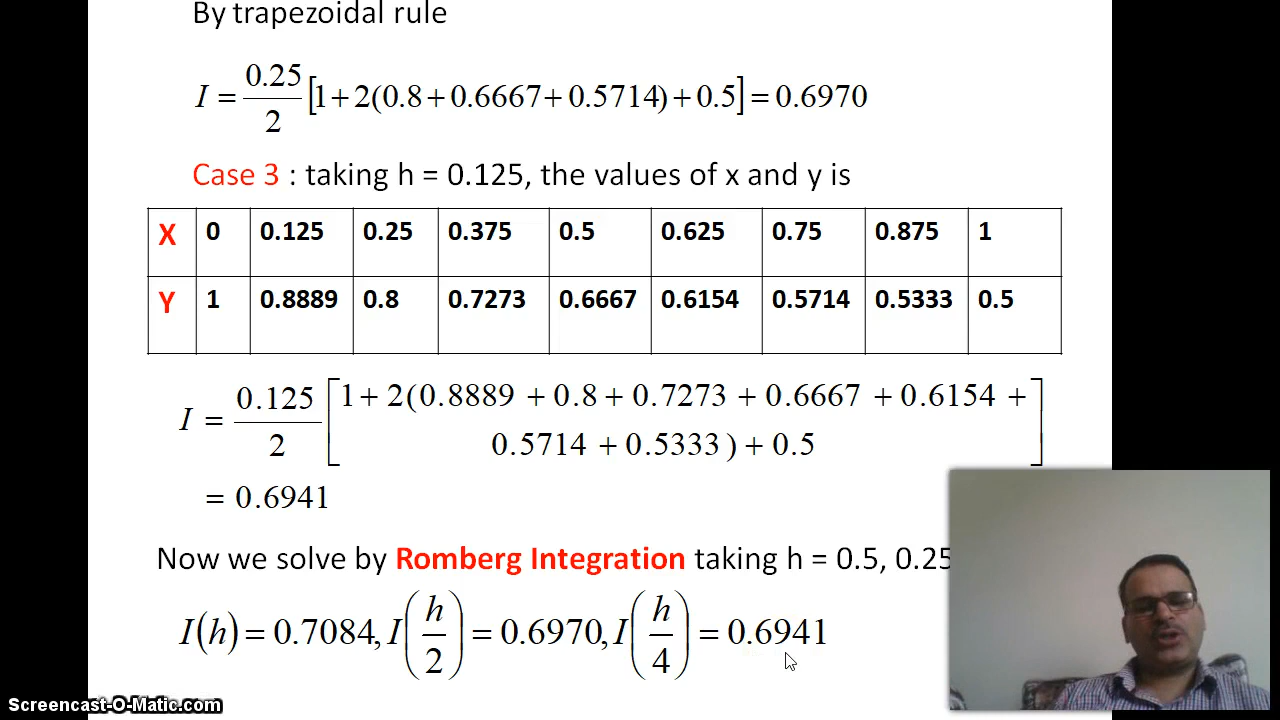 By trapezoidal rule
I = 0.25/2 [1 + 2(0.8 + 0.6667 + 0.5714) + 0.5] = 0.6970
Case 3 : taking h = 0.125, the values of x and y is
X 0 0.125 0.25 0.375 0.5 0.625 0.75 0.875 1
Y 1 0.8889 0.8 0.7273 0.6667 0.6154 0.5714 0.5333 0.5
I = 0.125/2 [1 + 2(0.8889 + 0.8 + 0.7273 + 0.6667 + 0.6154 +
0.5714 + 0.5333 ) + 0.5]
= 0.6941
Now we solve by Romberg Integration taking h = 0.5, 0.25
I(h) = 0.7084, I(h/2) = 0.6970, I(h/4) = 0.6941
Screencast-O-Matic.com